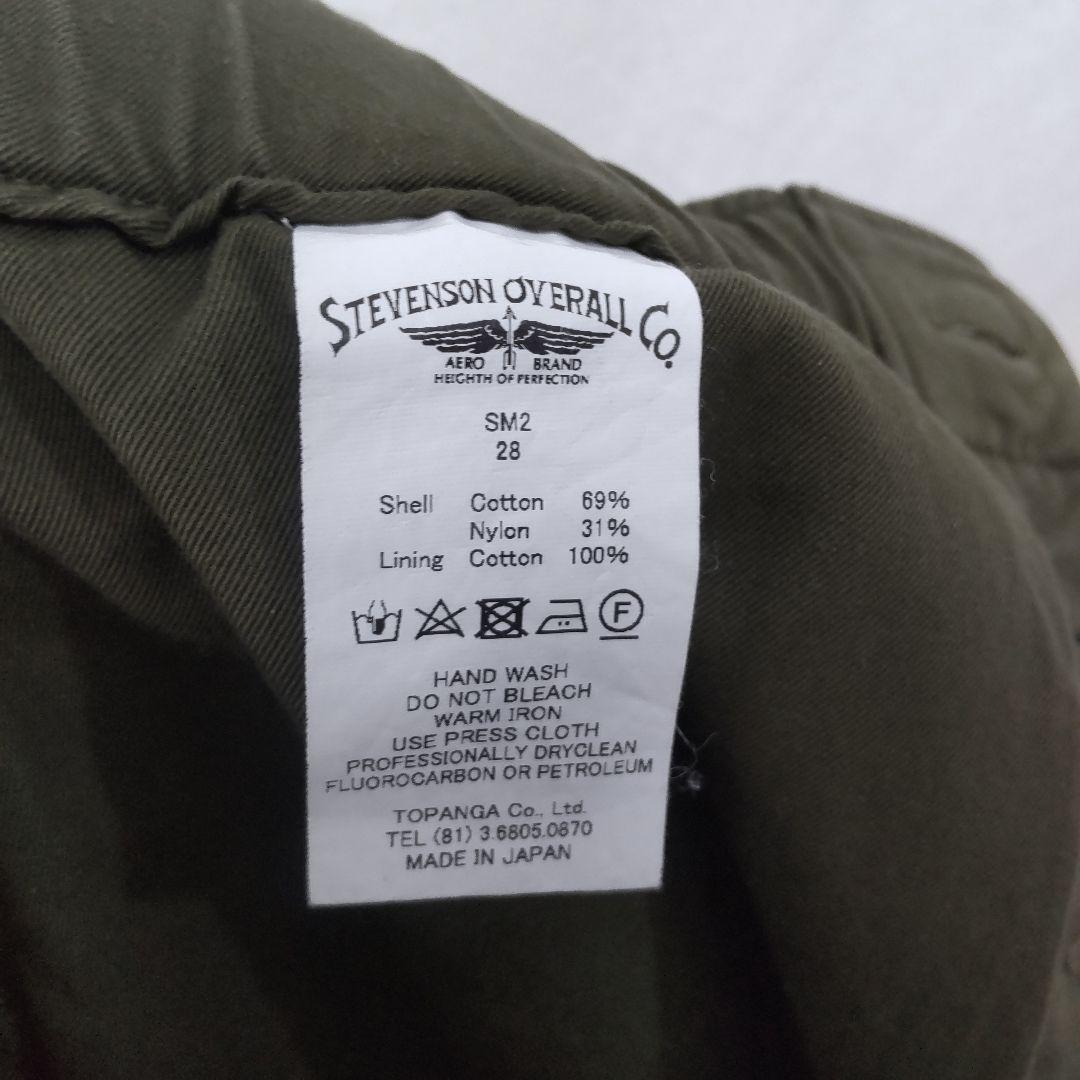 STEVENSON OVERALL CO.
AERO BRAND
HEIGHTH OF PERFECTION
SM2
28
Shell Cotton 69%
Nylon 31%
Lining Cotton 100%
F
HAND WASH
DO NOT BLEACH
WARM IRON
USE PRESS CLOTH
PROFESSIONALLY DRYCLEAN
FLUOROCARBON OR PETROLEUM
TOPANGA Co., Ltd.
TEL (81) 3.6805.0870
MADE IN JAPAN